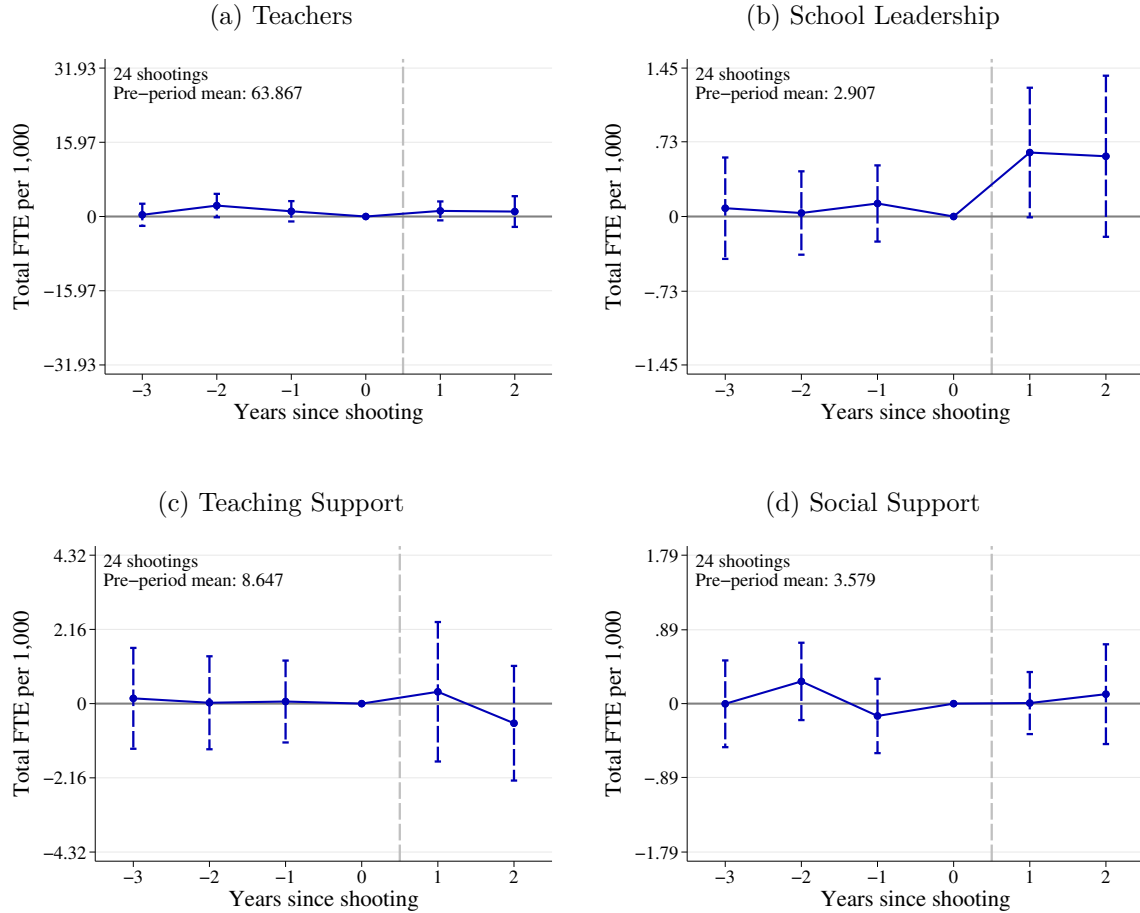 (a) Teachers
Total FTE per 1,000
31.93
15.97
0
−15.97
−31.93
24 shootings
Pre−period mean: 63.867
−3 −2 −1 0 1 2
Years since shooting
(b) School Leadership
Total FTE per 1,000
1.45
.73
0
−.73
−1.45
24 shootings
Pre−period mean: 2.907
−3 −2 −1 0 1 2
Years since shooting
(c) Teaching Support
Total FTE per 1,000
4.32
2.16
0
−2.16
−4.32
24 shootings
Pre−period mean: 8.647
−3 −2 −1 0 1 2
Years since shooting
(d) Social Support
Total FTE per 1,000
1.79
.89
0
−.89
−1.79
24 shootings
Pre−period mean: 3.579
−3 −2 −1 0 1 2
Years since shooting